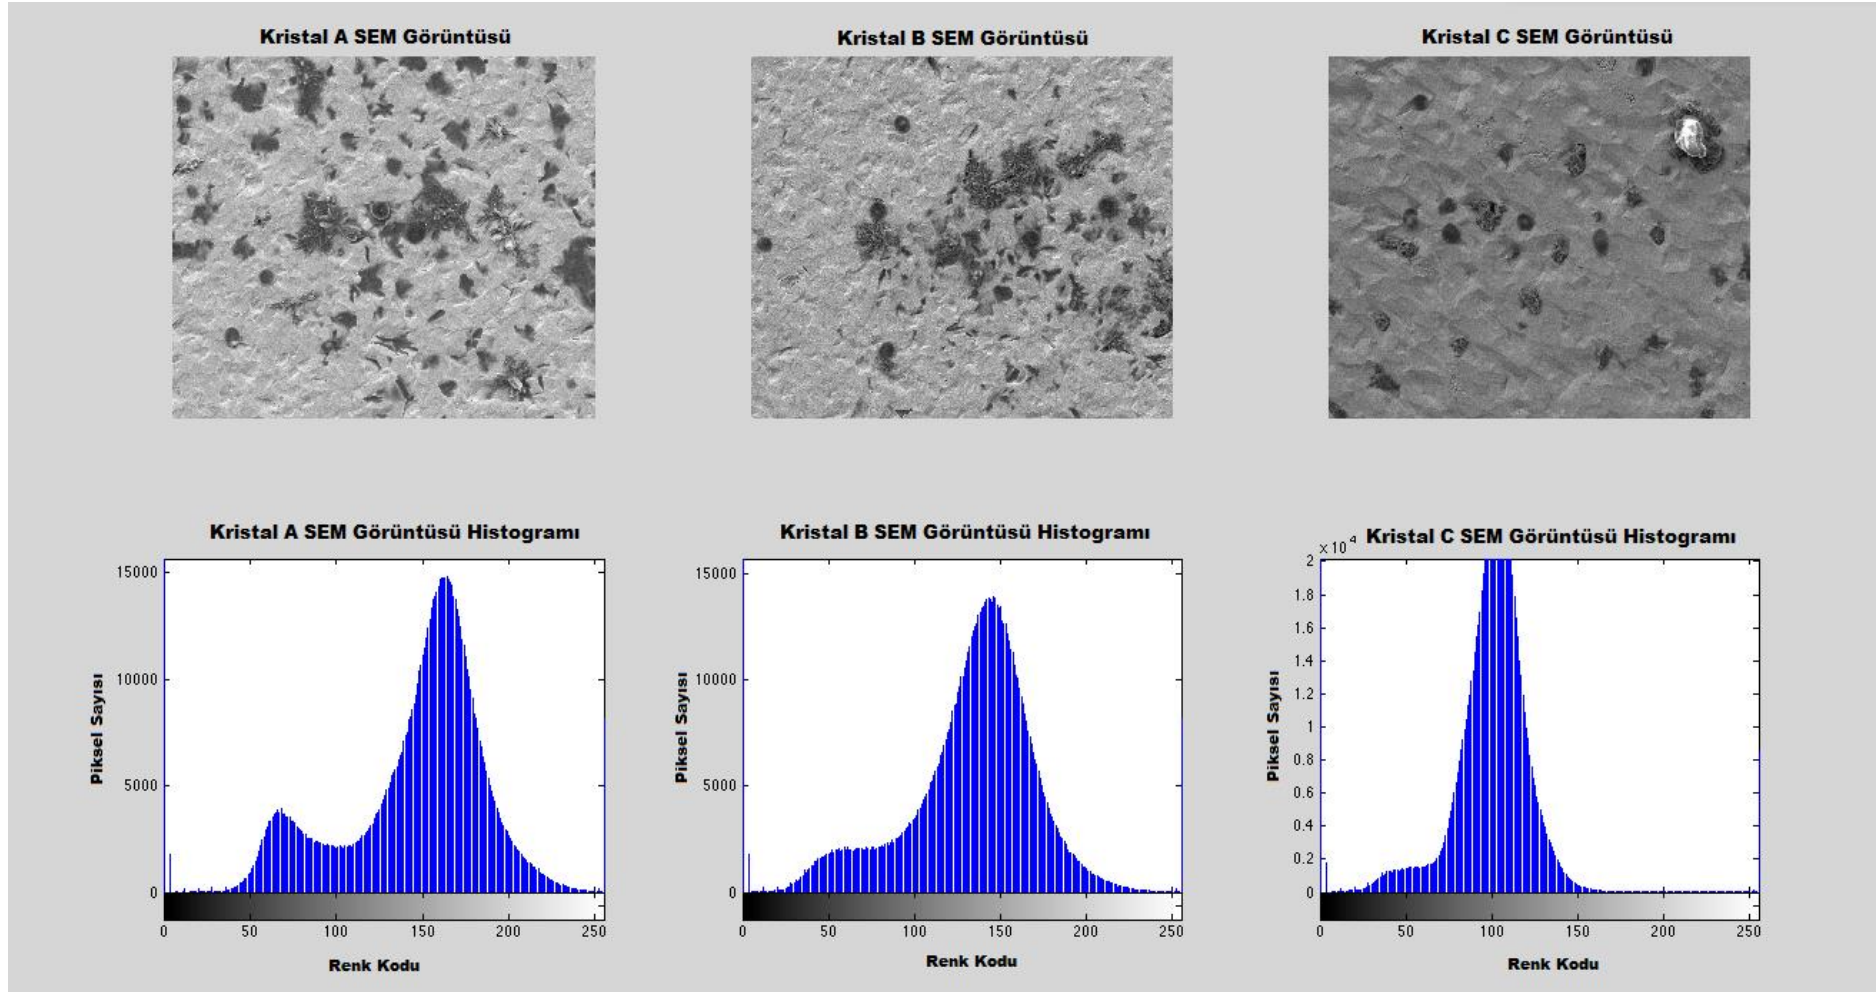 Kristal A SEM Görüntüsü
Kristal B SEM Görüntüsü
Kristal C SEM Görüntüsü
Kristal A SEM Görüntüsü Histogramı
15000
10000
5000
0
Piksel Sayısı
0 50 100 150 200 250
Renk Kodu
Kristal B SEM Görüntüsü Histogramı
15000
10000
5000
0
Piksel Sayısı
0 50 100 150 200 250
Renk Kodu
x 10 4 Kristal C SEM Görüntüsü Histogramı
2
1.8
1.6
1.4
1.2
1
0.8
0.6
0.4
0.2
0
Piksel Sayısı
0 50 100 150 200 250
Renk Kodu